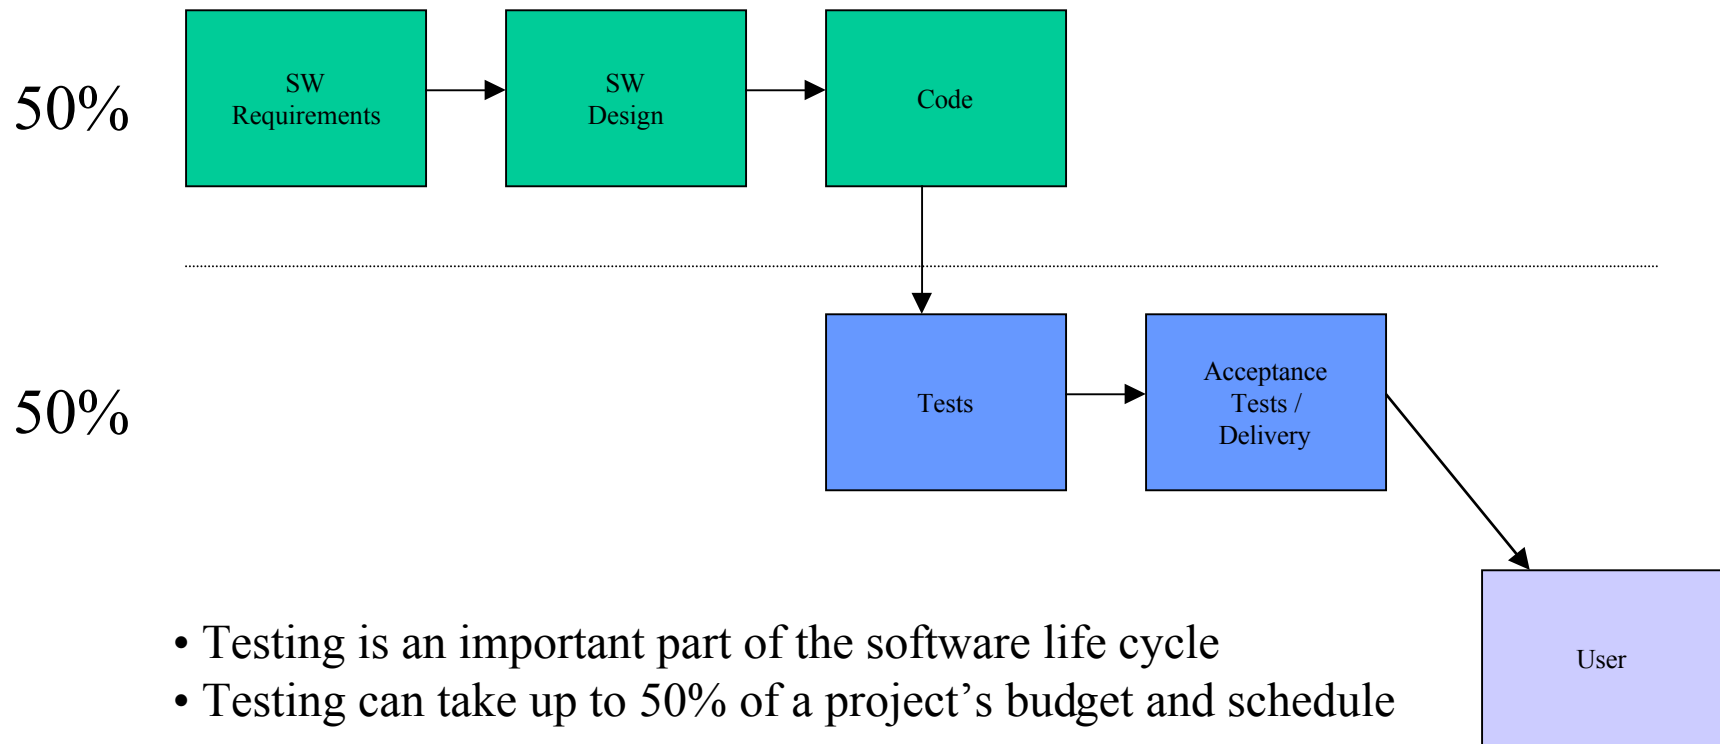 50%
SW
Requirements
SW
Design
Code
50%
Tests
Acceptance
Tests /
Delivery
• Testing is an important part of the software life cycle
• Testing can take up to 50% of a project’s budget and schedule
User